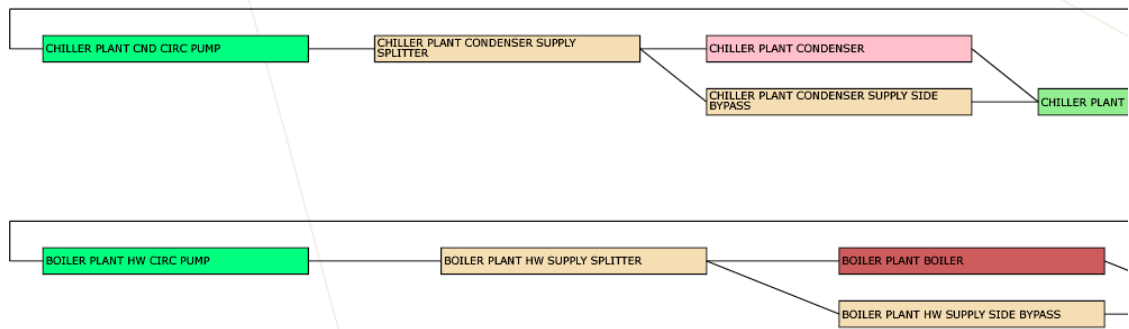 CHILLER PLANT CND CIRC PUMP
CHILLER PLANT CONDENSER SUPPLY
SPLITTER
CHILLER PLANT CONDENSER
CHILLER PLANT CONDENSER SUPPLY SIDE
BYPASS
CHILLER PLANT
BOILER PLANT HW CIRC PUMP
BOILER PLANT HW SUPPLY SPLITTER
BOILER PLANT BOILER
BOILER PLANT HW SUPPLY SIDE BYPASS